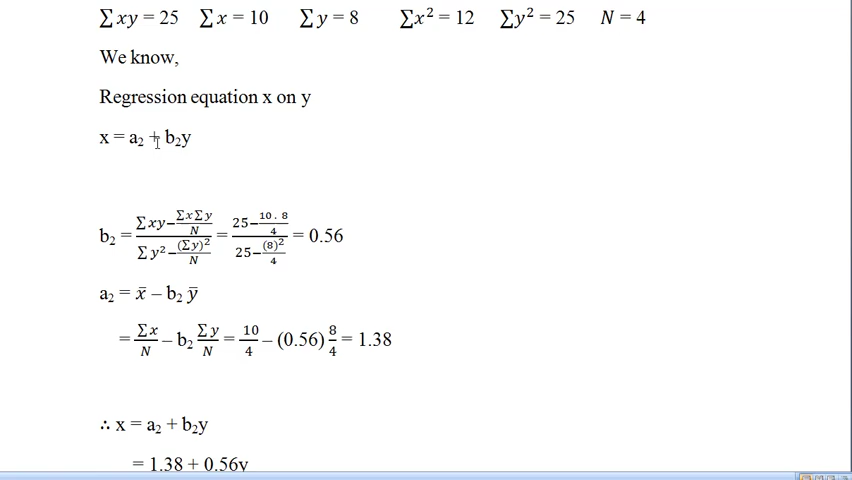 ∑xy = 25 ∑x = 10 ∑y = 8 ∑x² = 12 ∑y² = 25 N = 4
We know,
Regression equation x on y
x = a₂ + b₂y
b₂ = (∑xy−(∑x∑y)/N)/(∑y²−(∑y)²/N) = (25−(10 . 8)/4)/(25−(8)²/4) = 0.56
a₂ = x̄ – b₂ ȳ
= ∑x/N – b₂ ∑y/N = 10/4 – (0.56) 8/4 = 1.38
∴ x = a₂ + b₂y
= 1.38 + 0.56y